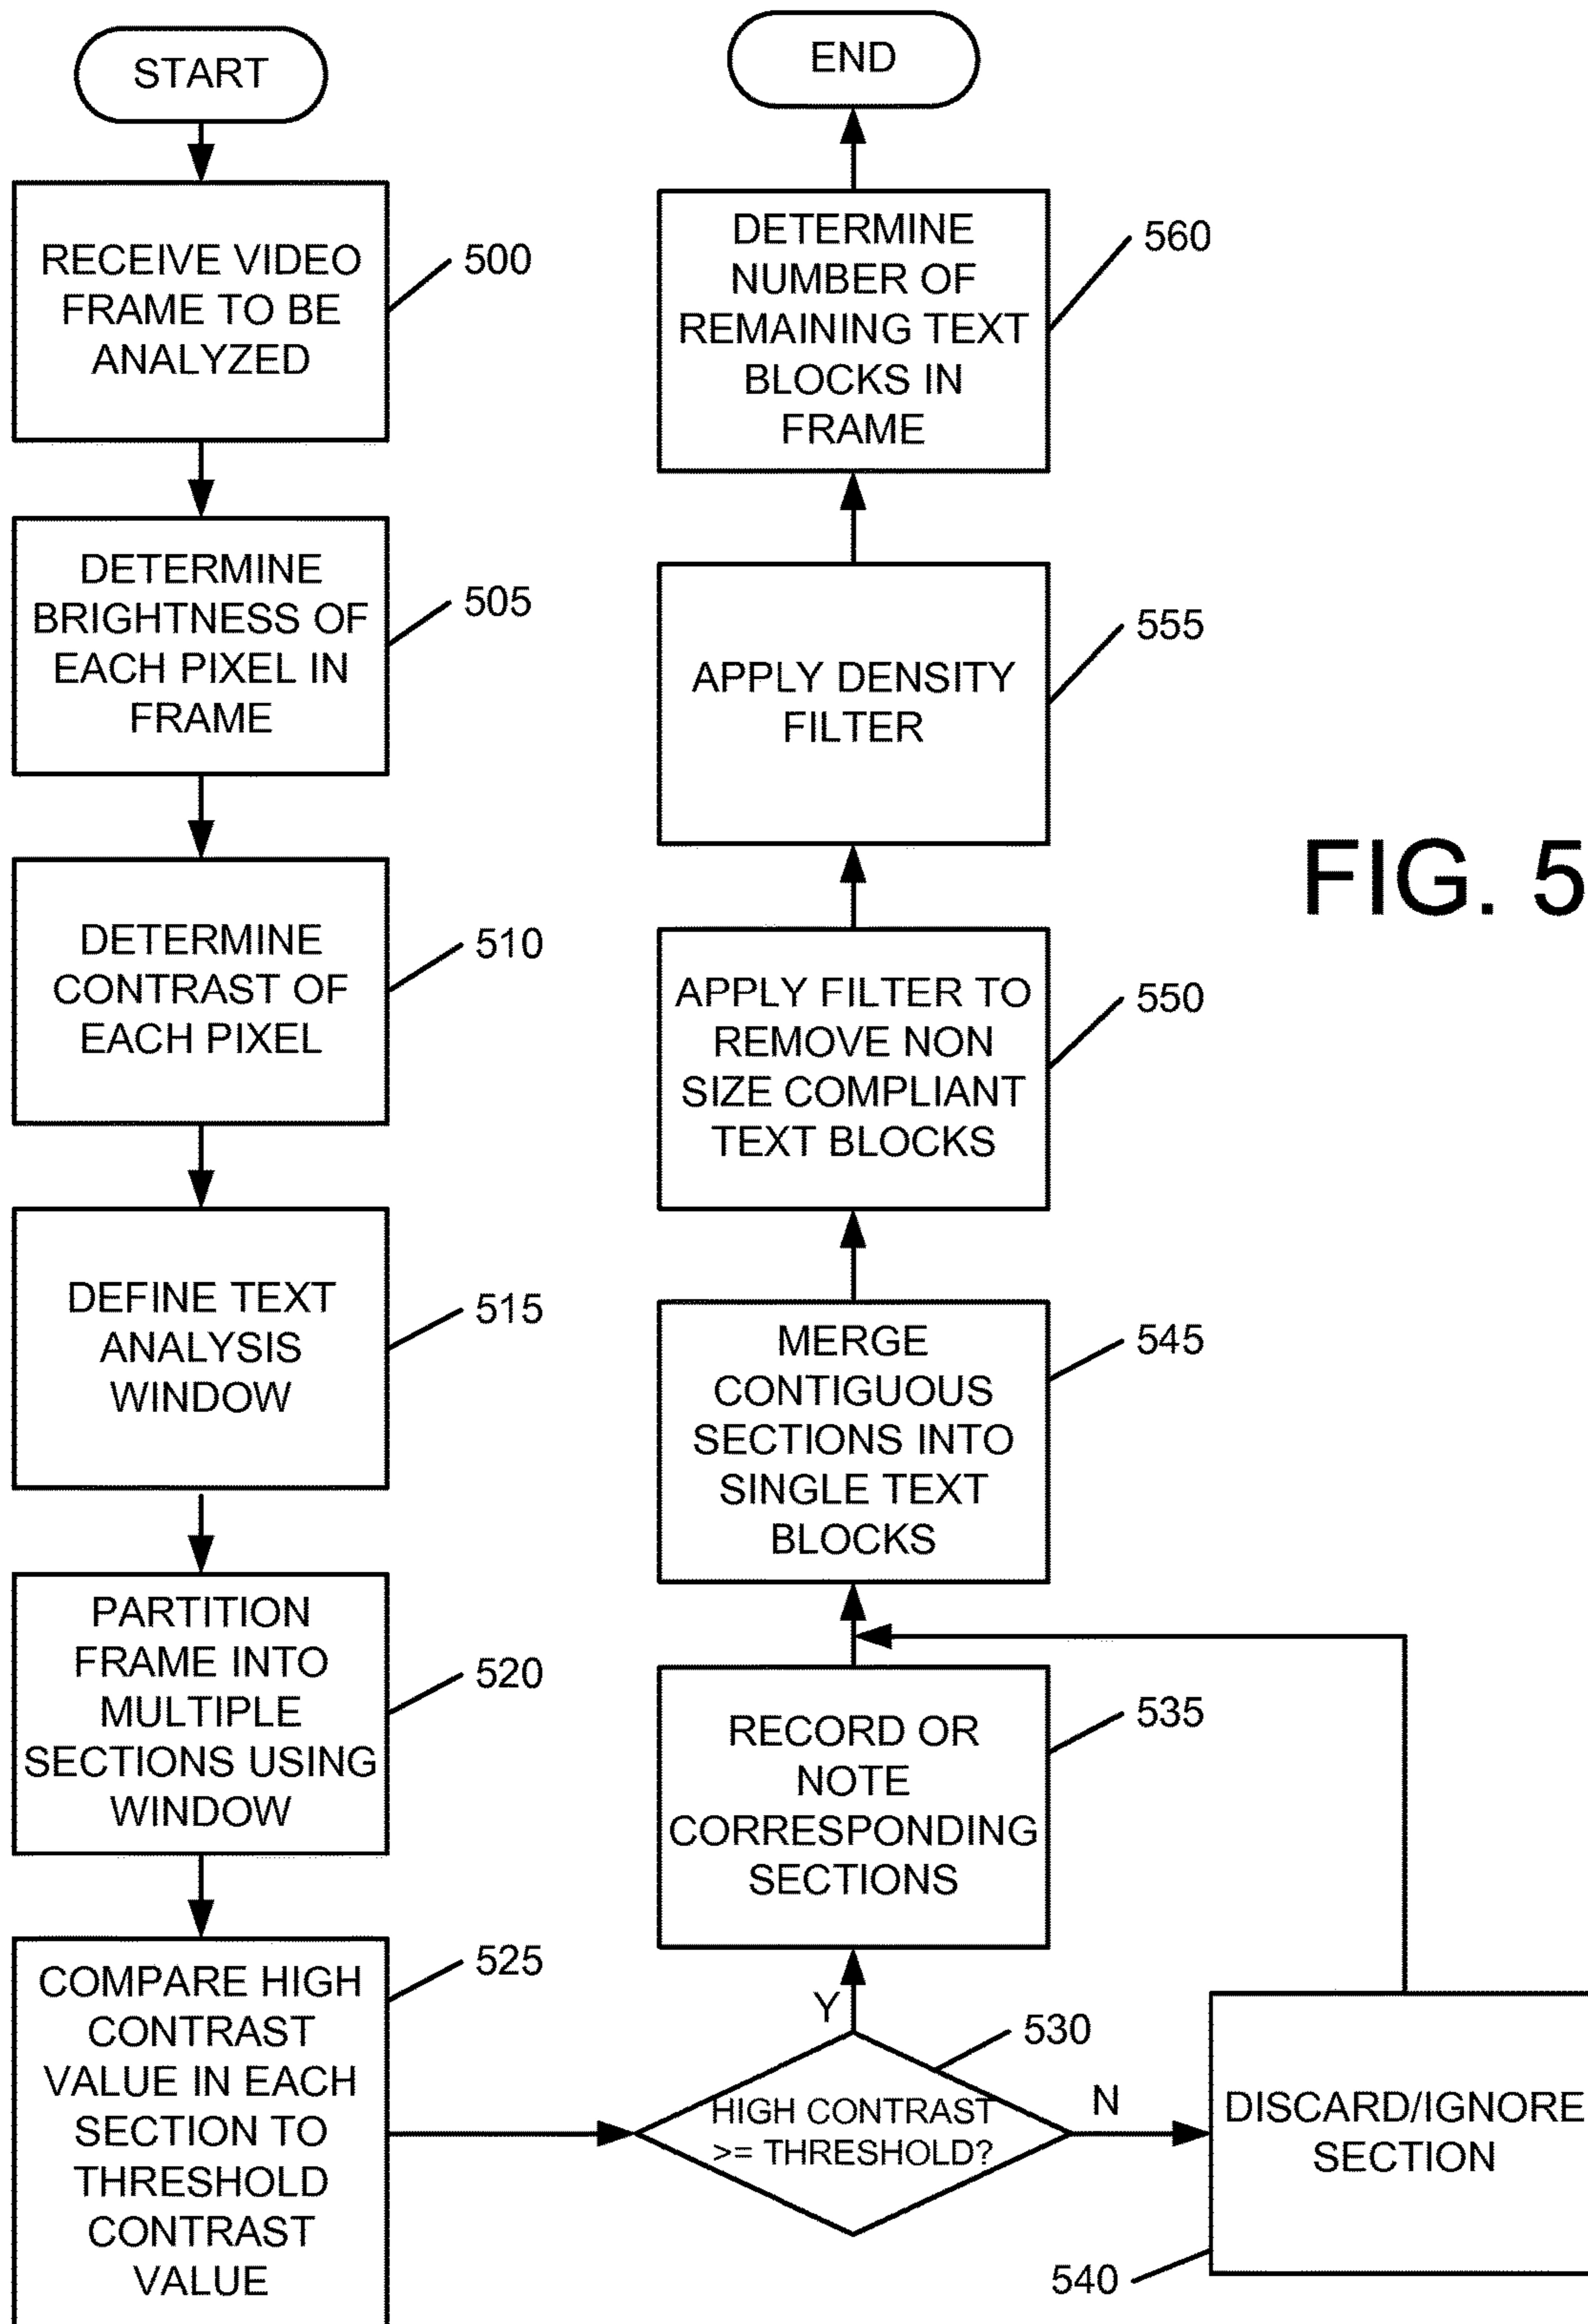 START
RECEIVE VIDEO
FRAME TO BE
ANALYZED
500
DETERMINE
BRIGHTNESS OF
EACH PIXEL IN
FRAME
505
DETERMINE
CONTRAST OF
EACH PIXEL
510
DEFINE TEXT
ANALYSIS
WINDOW
515
PARTITION
FRAME INTO
MULTIPLE
SECTIONS USING
WINDOW
520
COMPARE HIGH
CONTRAST
VALUE IN EACH
SECTION TO
THRESHOLD
CONTRAST
VALUE
525
HIGH CONTRAST
>= THRESHOLD?
530
Y
N
RECORD OR
NOTE
CORRESPONDING
SECTIONS
535
DISCARD/IGNORE
SECTION
540
MERGE
CONTIGUOUS
SECTIONS INTO
SINGLE TEXT
BLOCKS
545
APPLY FILTER TO
REMOVE NON
SIZE COMPLIANT
TEXT BLOCKS
550
APPLY DENSITY
FILTER
555
DETERMINE
NUMBER OF
REMAINING TEXT
BLOCKS IN
FRAME
560
END
FIG. 5